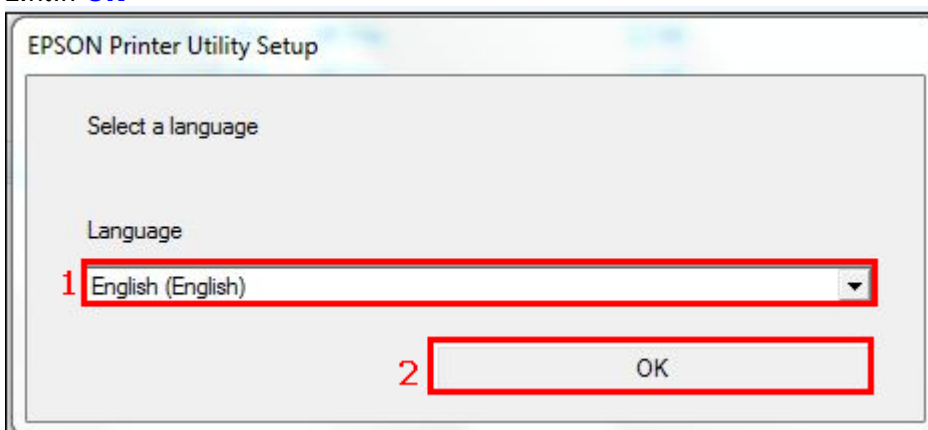 EPSON Printer Utility Setup
Select a language
Language
1 English (English)
2 OK